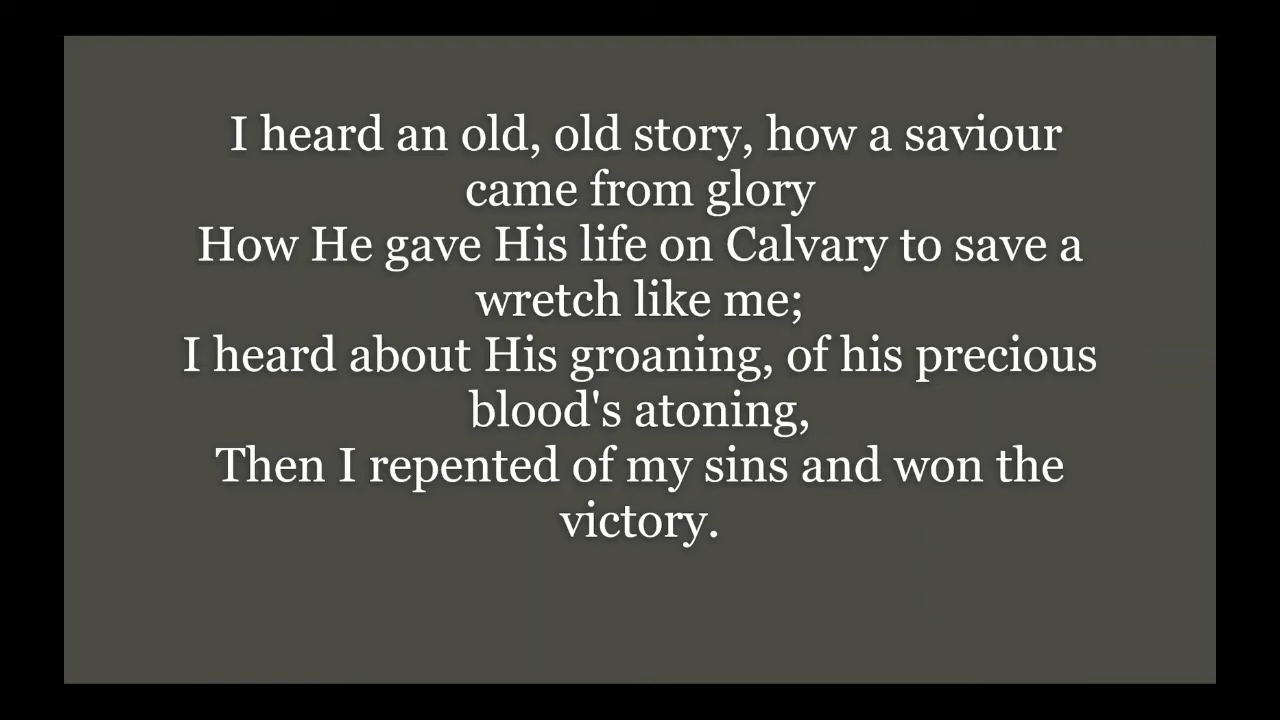 I heard an old, old story, how a saviour
came from glory
How He gave His life on Calvary to save a
wretch like me;
I heard about His groaning, of his precious
blood's atoning,
Then I repented of my sins and won the
victory.